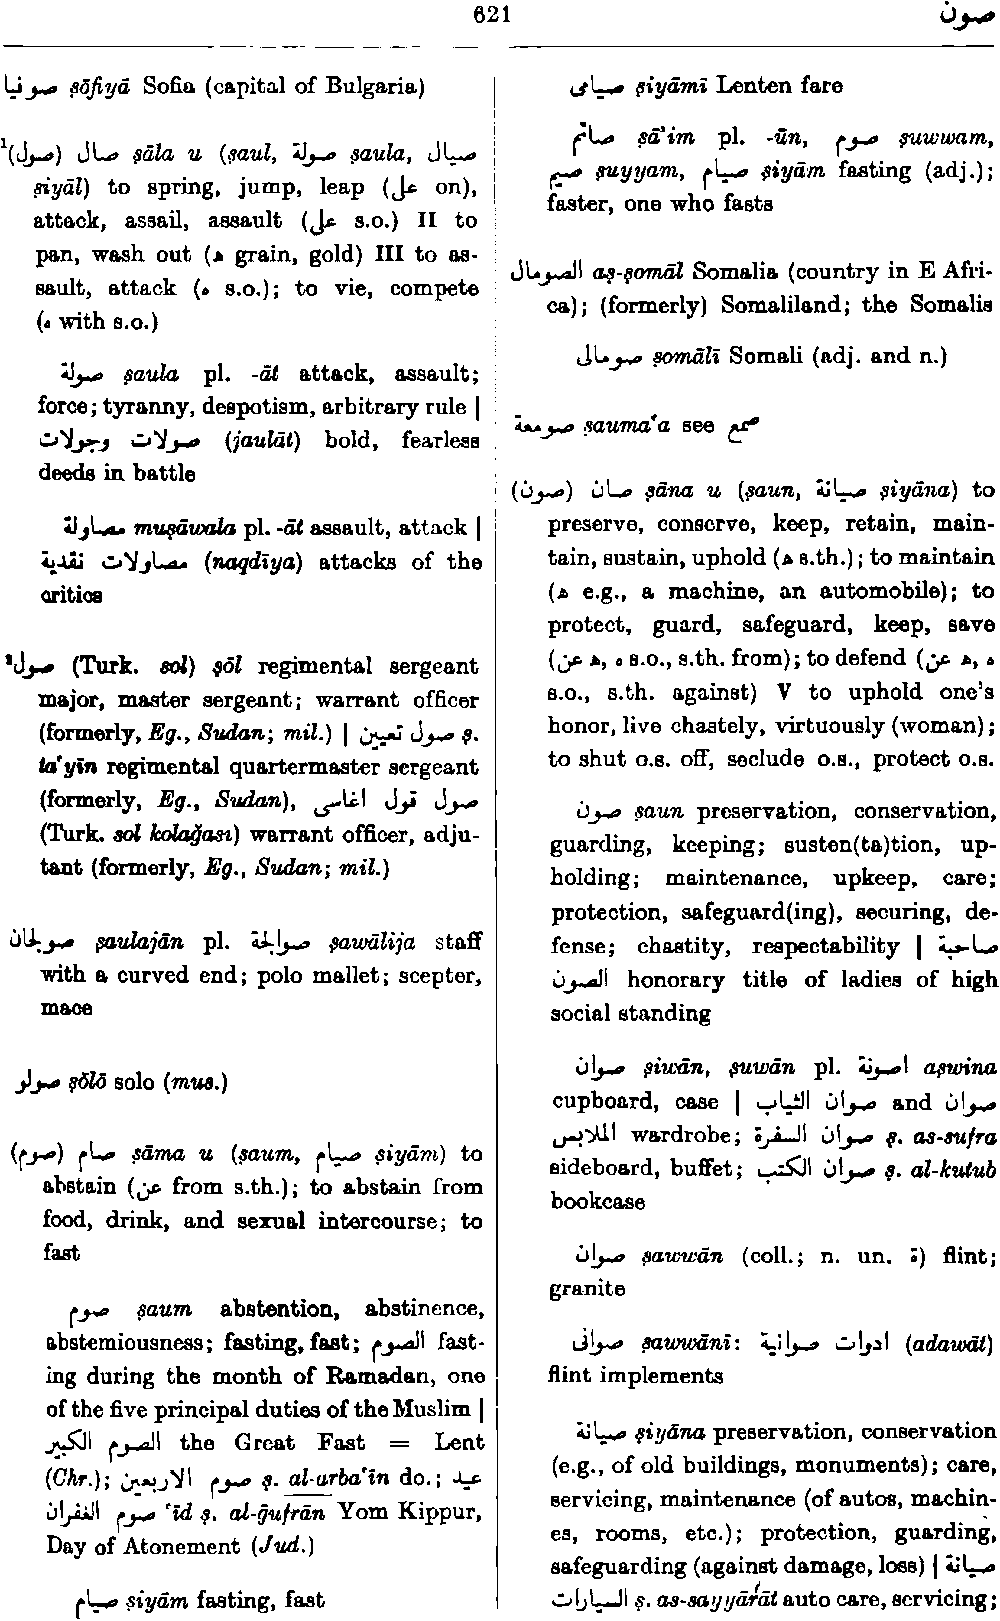 621 صون
صوفيا ṣōfiyā Sofia (capital of Bulgaria)
¹(صول) صال ṣāla u (ṣaul, صولة ṣaula, صيال
ṣiyāl) to spring, jump, leap (على on),
attack, assail, assault (على s.o.) II to
pan, wash out (ه grain, gold) III to as-
sault, attack (ه s.o.); to vie, compete
(ه with s.o.)
صولة ṣaula pl. -āt attack, assault;
force; tyranny, despotism, arbitrary rule |
صولات وجولات (jaulāt) bold, fearless
deeds in battle
مصاولة muṣāwala pl. -āt assault, attack |
مصاولات نقدية (naqdīya) attacks of the
critics
²صول (Turk. sol) ṣōl regimental sergeant
major, master sergeant; warrant officer
(formerly, Eg., Sudan; mil.) | صول تعيين ṣ.
ta'yīn regimental quartermaster sergeant
(formerly, Eg., Sudan), صول قول اغاسى
(Turk. sol kolağası) warrant officer, adju-
tant (formerly, Eg., Sudan; mil.)
صولجان ṣaulajān pl. صوالجة ṣawālija staff
with a curved end; polo mallet; scepter,
mace
صولو ṣōlō solo (mus.)
(صوم) صام ṣāma u (ṣaum, صيام ṣiyām) to
abstain (عن from s.th.); to abstain from
food, drink, and sexual intercourse; to
fast
صوم ṣaum abstention, abstinence,
abstemiousness; fasting, fast; الصوم fast-
ing during the month of Ramadan, one
of the five principal duties of the Muslim |
الصوم الكبير the Great Fast = Lent
(Chr.); صوم الاربعين ṣ. al-arba'īn do.; عيد
صوم الغفران 'īd ṣ. al-ḡufrān Yom Kippur,
Day of Atonement (Jud.)
صيام ṣiyām fasting, fast
صيامى ṣiyāmī Lenten fare
صائم ṣā'im pl. -ūn, صوم ṣuwwam,
صيم ṣuyyam, صيام ṣiyām fasting (adj.);
faster, one who fasts
الصومال aṣ-ṣomāl Somalia (country in E Afri-
ca); (formerly) Somaliland; the Somalis
صومالى ṣomālī Somali (adj. and n.)
صومعة ṣauma'a see صمع
(صون) صان ṣāna u (ṣaun, صيانة ṣiyāna) to
preserve, conserve, keep, retain, main-
tain, sustain, uphold (ه s.th.); to maintain
(ه e.g., a machine, an automobile); to
protect, guard, safeguard, keep, save
(ه, ه عن s.o., s.th. from); to defend (ه, ه عن
s.o., s.th. against) V to uphold one's
honor, live chastely, virtuously (woman);
to shut o.s. off, seclude o.s., protect o.s.
صون ṣaun preservation, conservation,
guarding, keeping; susten(ta)tion, up-
holding; maintenance, upkeep, care;
protection, safeguard(ing), securing, de-
fense; chastity, respectability | صاحبة
الصون honorary title of ladies of high
social standing
صوان ṣiwān, ṣuwān pl. اصونة aṣwina
cupboard, case | صوان الثياب and صوان
الملابس wardrobe; صوان السفرة ṣ. as-sufra
sideboard, buffet; صوان الكتب ṣ. al-kutub
bookcase
صوان ṣawwān (coll.; n. un. ة) flint;
granite
صوانى ṣawwānī: ادوات صوانية (adawāt)
flint implements
صيانة ṣiyāna preservation, conservation
(e.g., of old buildings, monuments); care,
servicing, maintenance (of autos, machin-
es, rooms, etc.); protection, guarding,
safeguarding (against damage, loss) | صيانة
السيارات ṣ. as-sayyārāt auto care, servicing;